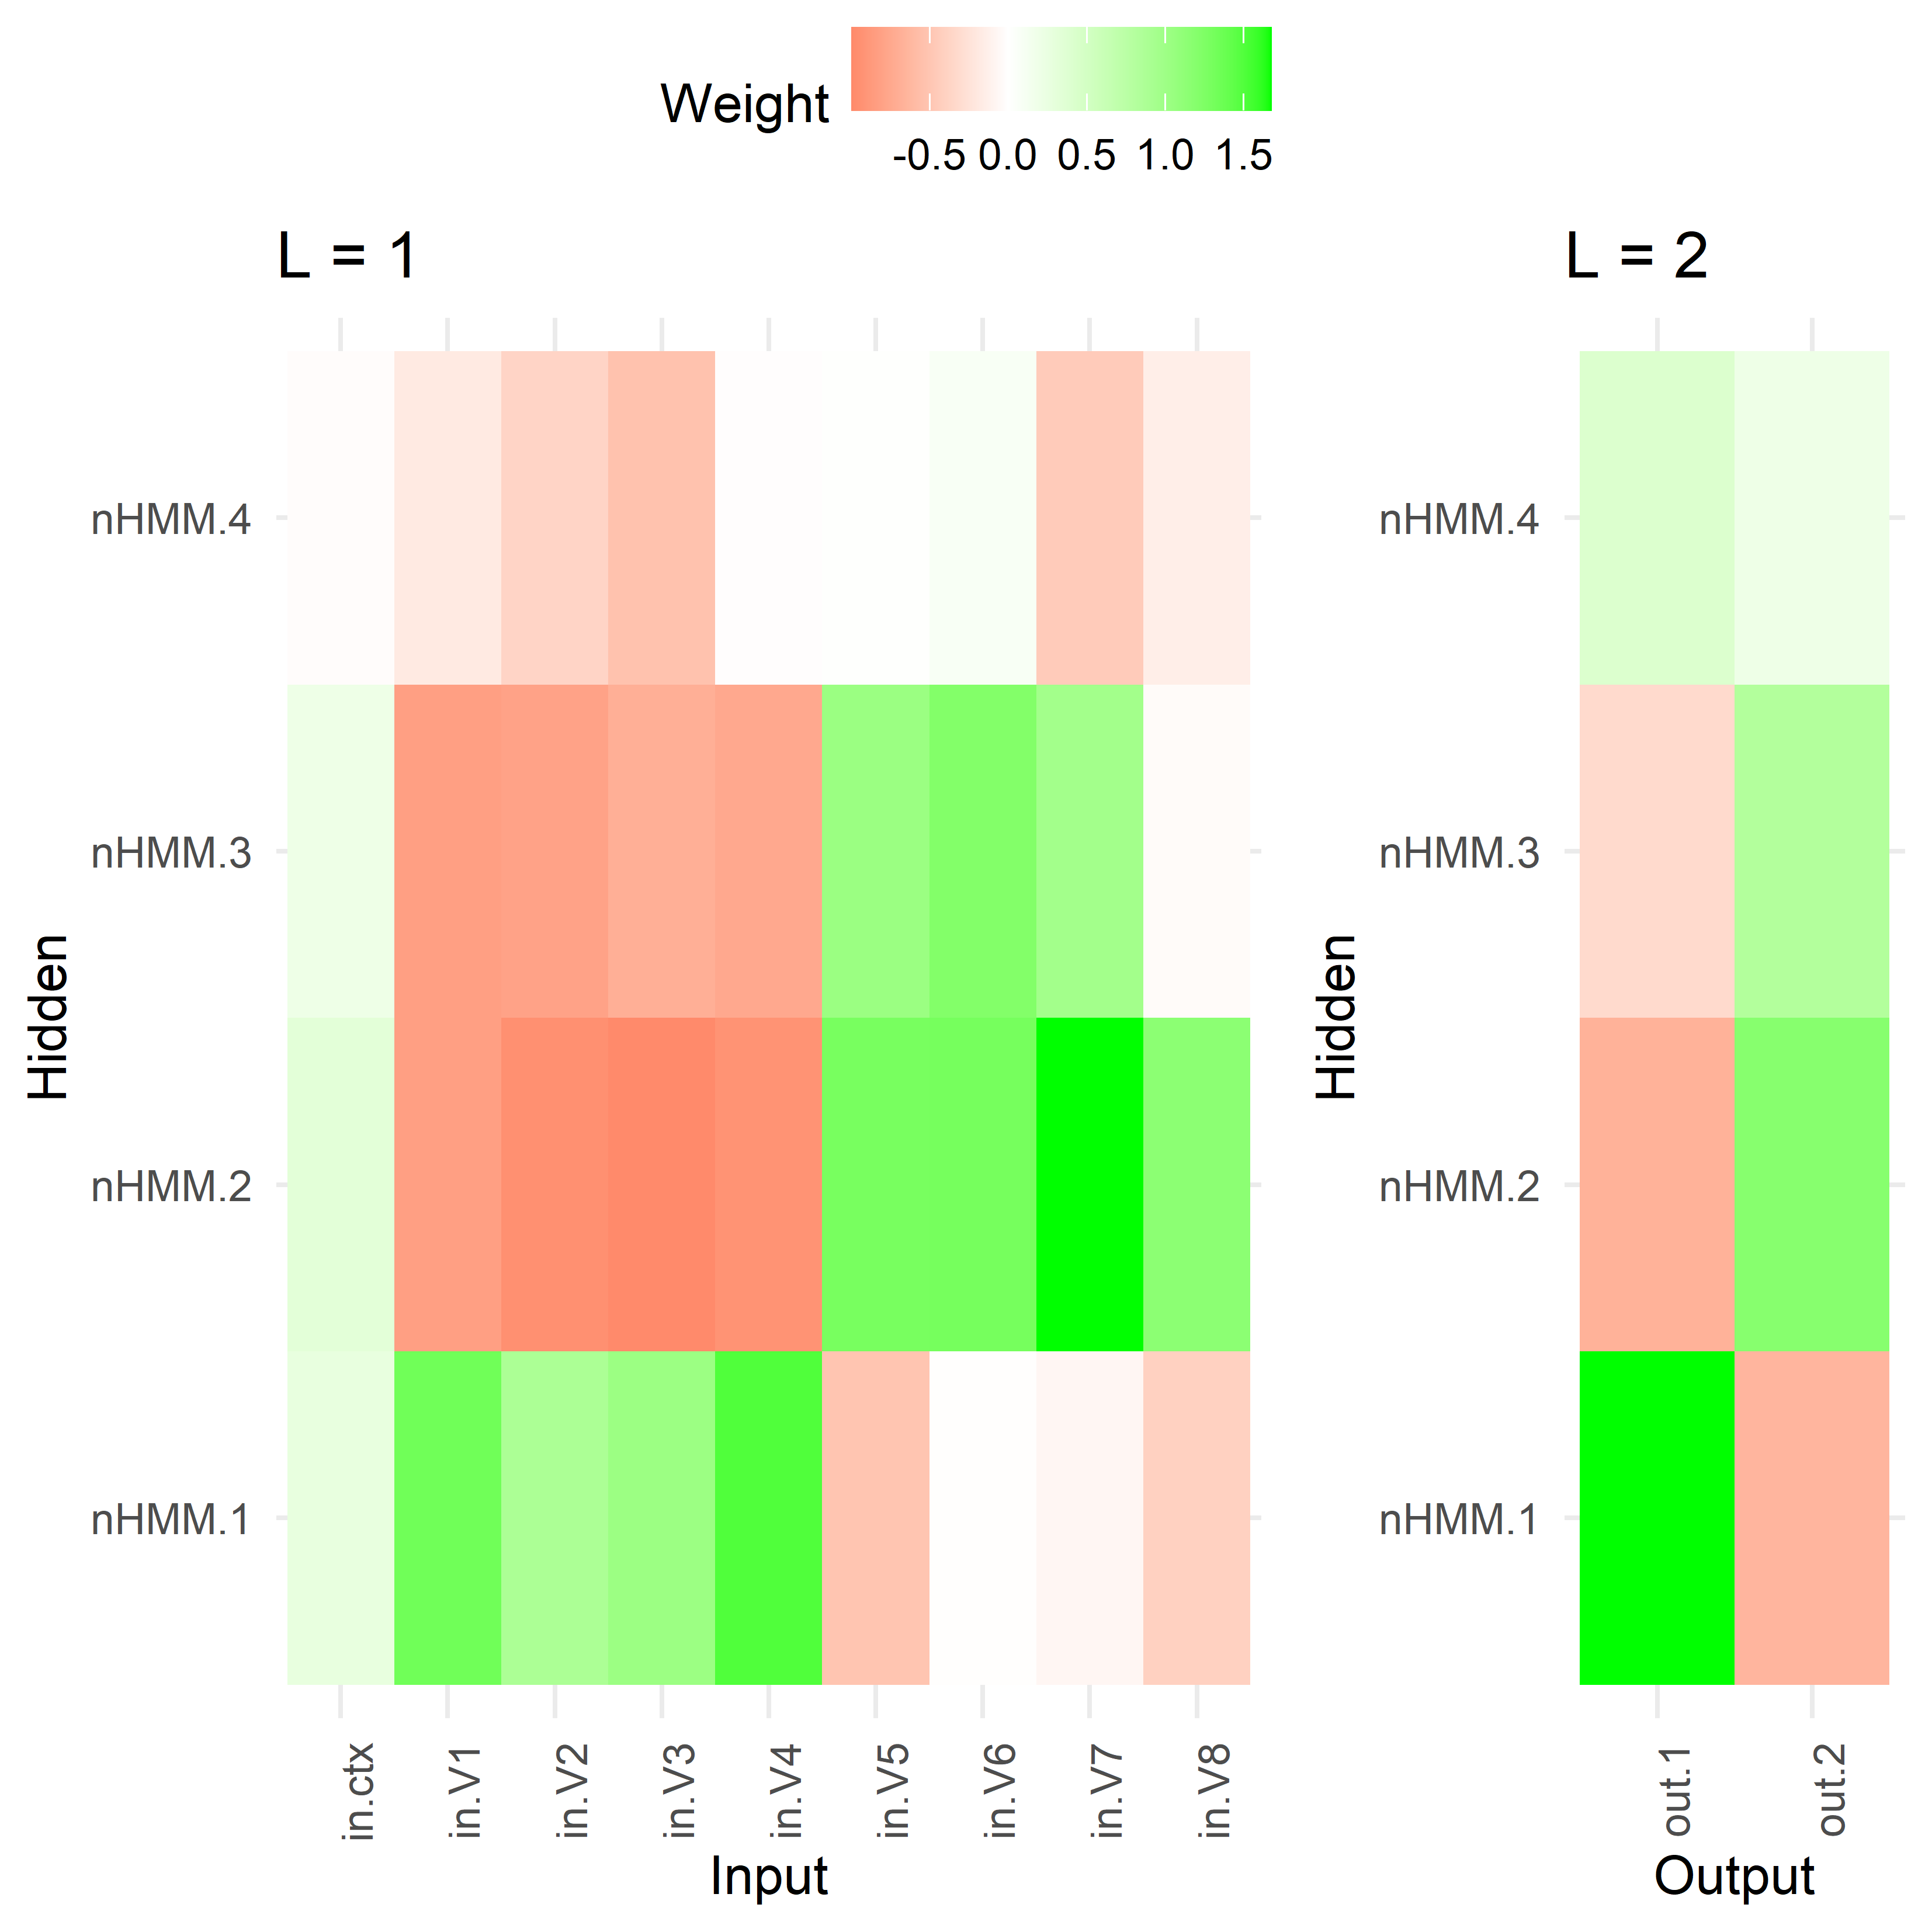 Weight
-0.5 0.0 0.5 1.0 1.5
L = 1
L = 2
Hidden
nHMM.4
nHMM.3
nHMM.2
nHMM.1
in.ctx
in.V1
in.V2
in.V3
in.V4
in.V5
in.V6
in.V7
in.V8
Input
Hidden
nHMM.4
nHMM.3
nHMM.2
nHMM.1
out.1
out.2
Output